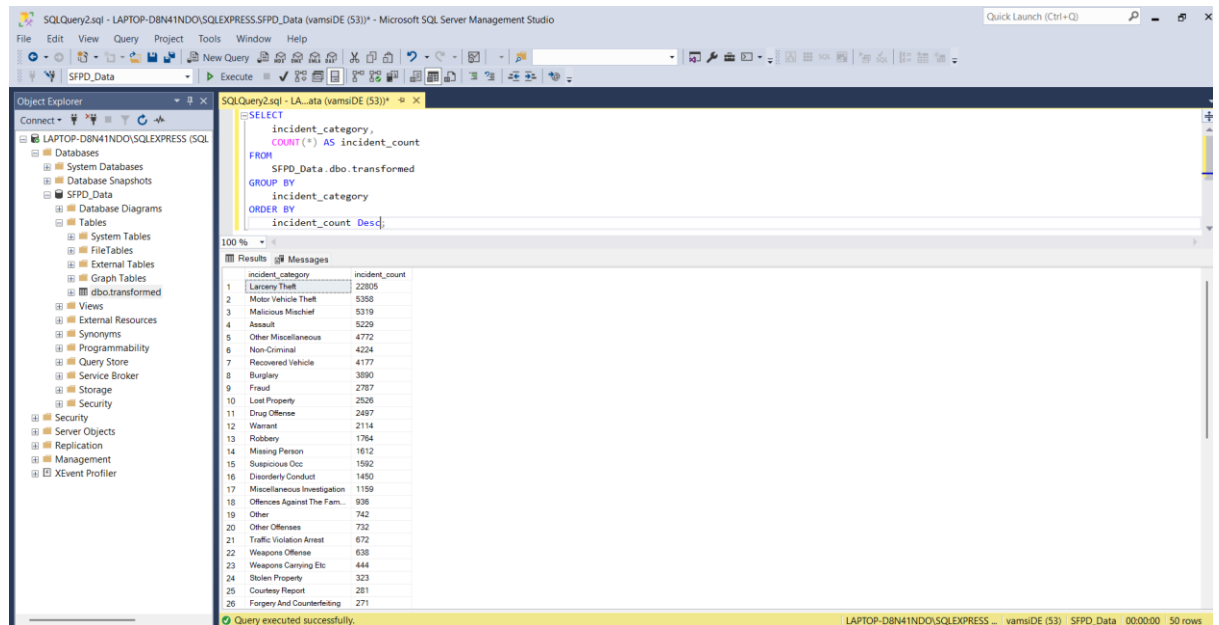 SQLQuery2.sql - LAPTOP-D8N41NDO\SQLEXPRESS.SFPD_Data (vamsiDE (53))* - Microsoft SQL Server Management Studio
Quick Launch (Ctrl+Q)
File Edit View Query Project Tools Window Help
New Query
SFPD_Data
Execute
Object Explorer
Connect
LAPTOP-D8N41NDO\SQLEXPRESS (SQL
Databases
System Databases
Database Snapshots
SFPD_Data
Database Diagrams
Tables
System Tables
FileTables
External Tables
Graph Tables
dbo.transformed
Views
External Resources
Synonyms
Programmability
Query Store
Service Broker
Storage
Security
Security
Server Objects
Replication
Management
XEvent Profiler
SQLQuery2.sql - LA...ata (vamsiDE (53))*
SELECT
incident_category,
COUNT(*) AS incident_count
FROM
SFPD_Data.dbo.transformed
GROUP BY
incident_category
ORDER BY
incident_count Desc;
100 %
Results Messages
incident_category incident_count
1 Larceny Theft 22805
2 Motor Vehicle Theft 5358
3 Malicious Mischief 5319
4 Assault 5229
5 Other Miscellaneous 4772
6 Non-Criminal 4224
7 Recovered Vehicle 4177
8 Burglary 3890
9 Fraud 2787
10 Lost Property 2526
11 Drug Offense 2497
12 Warrant 2114
13 Robbery 1764
14 Missing Person 1612
15 Suspicious Occ 1592
16 Disorderly Conduct 1450
17 Miscellaneous Investigation 1159
18 Offences Against The Fam... 936
19 Other 742
20 Other Offenses 732
21 Traffic Violation Arrest 672
22 Weapons Offense 638
23 Weapons Carrying Etc 444
24 Stolen Property 323
25 Courtesy Report 281
26 Forgery And Counterfeiting 271
Query executed successfully.
LAPTOP-D8N41NDO\SQLEXPRESS ... vamsiDE (53) SFPD_Data 00:00:00 50 rows